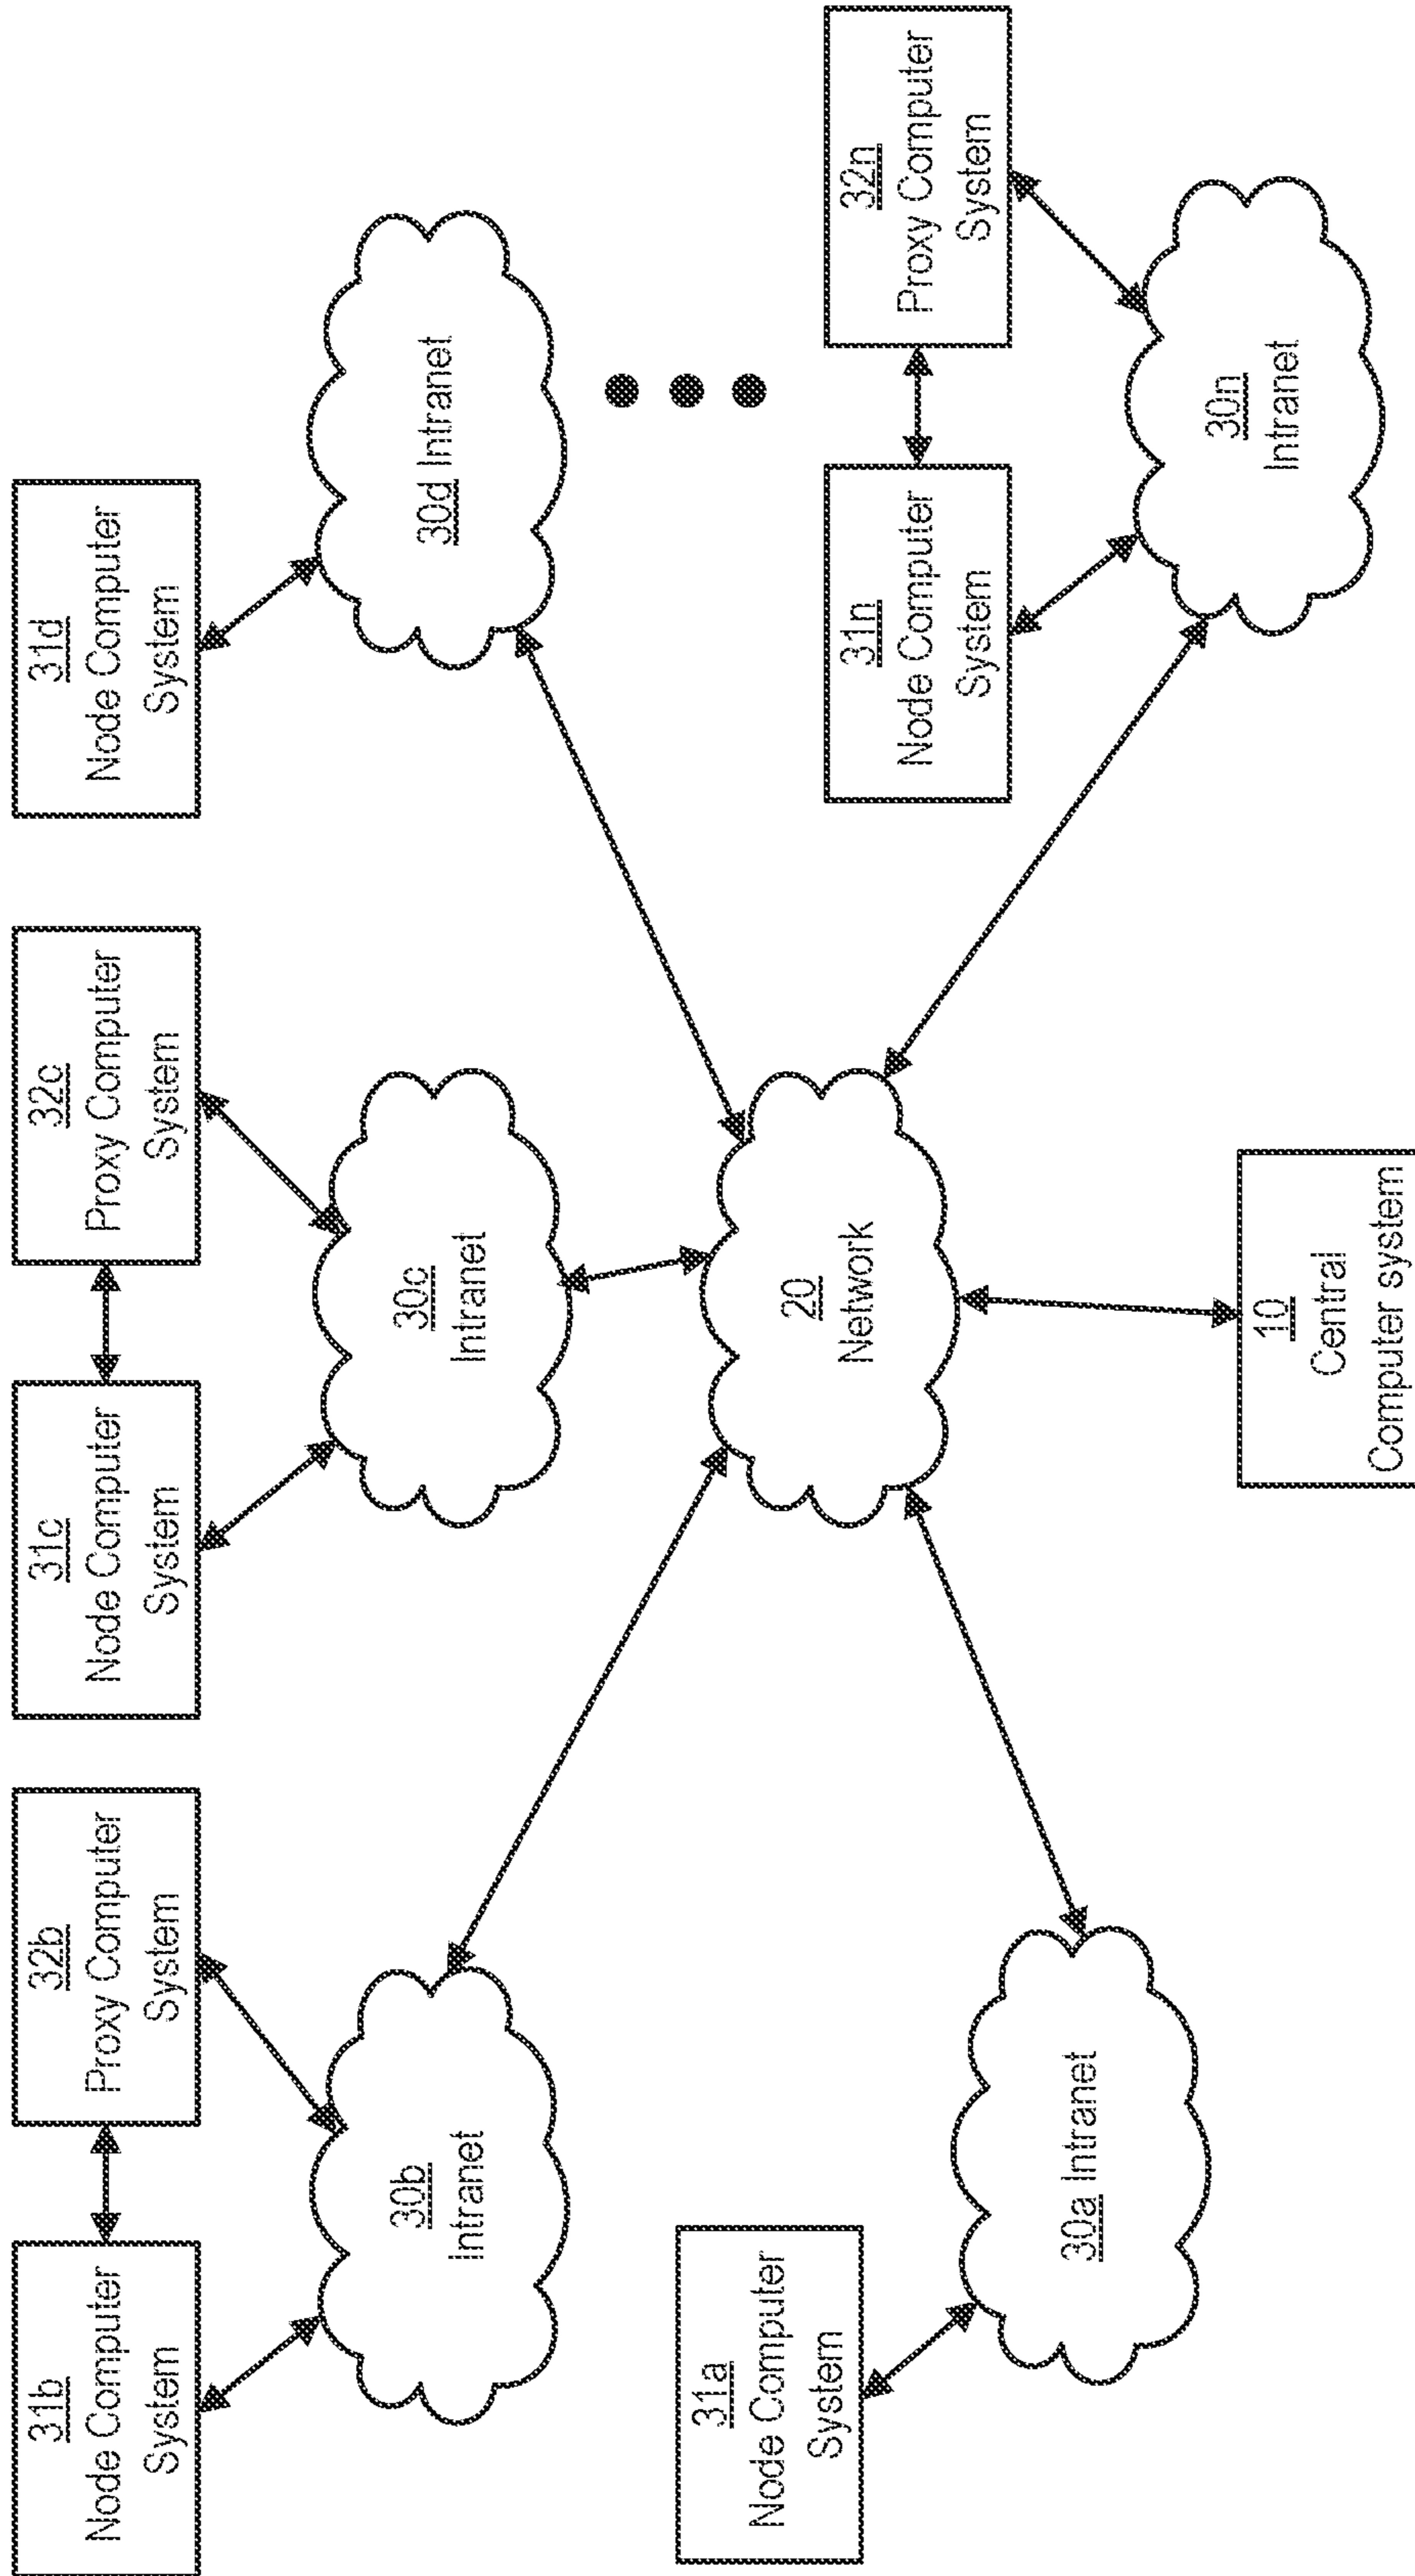 31b
Node Computer
System
32b
Proxy Computer
System
31c
Node Computer
System
32c
Proxy Computer
System
31d
Node Computer
System
30b
Intranet
30c
Intranet
30d Intranet
31a
Node Computer
System
20
Network
31n
Node Computer
System
32n
Proxy Computer
System
30a Intranet
10
Central
Computer system
30n
Intranet